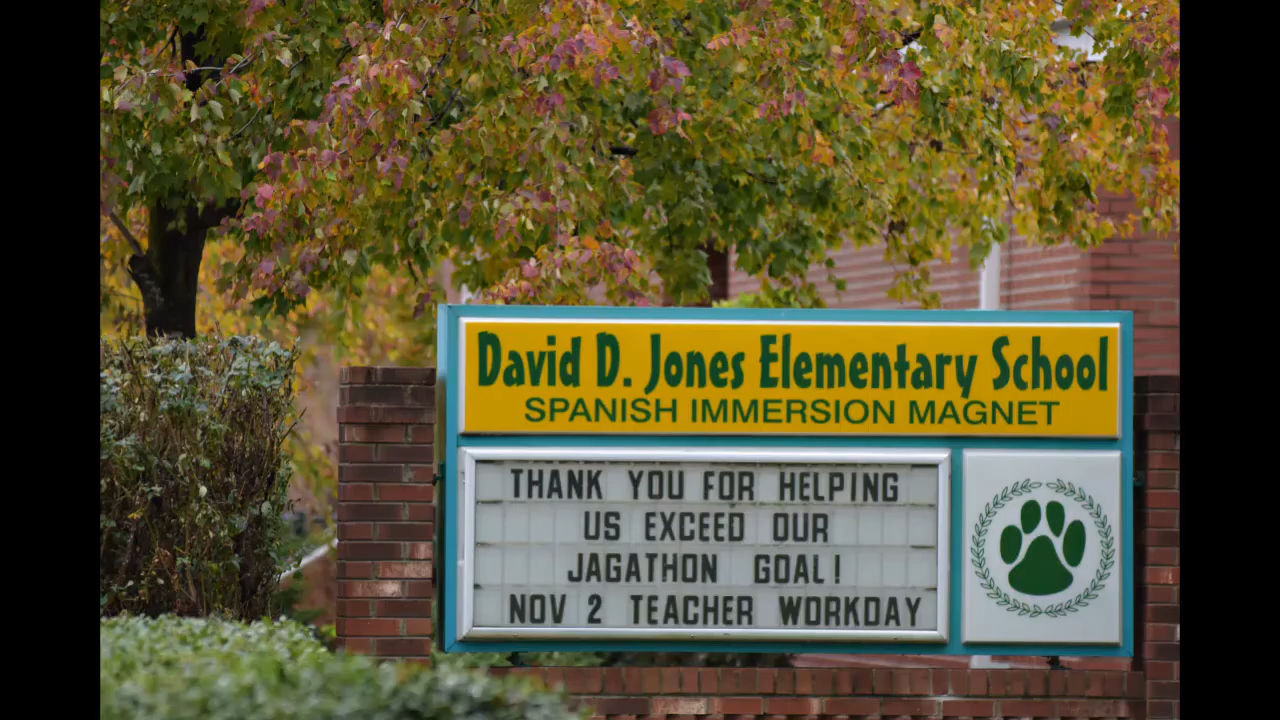 David D. Jones Elementary School
SPANISH IMMERSION MAGNET
THANK YOU FOR HELPING
US EXCEED OUR
JAGATHON GOAL!
NOV 2 TEACHER WORKDAY